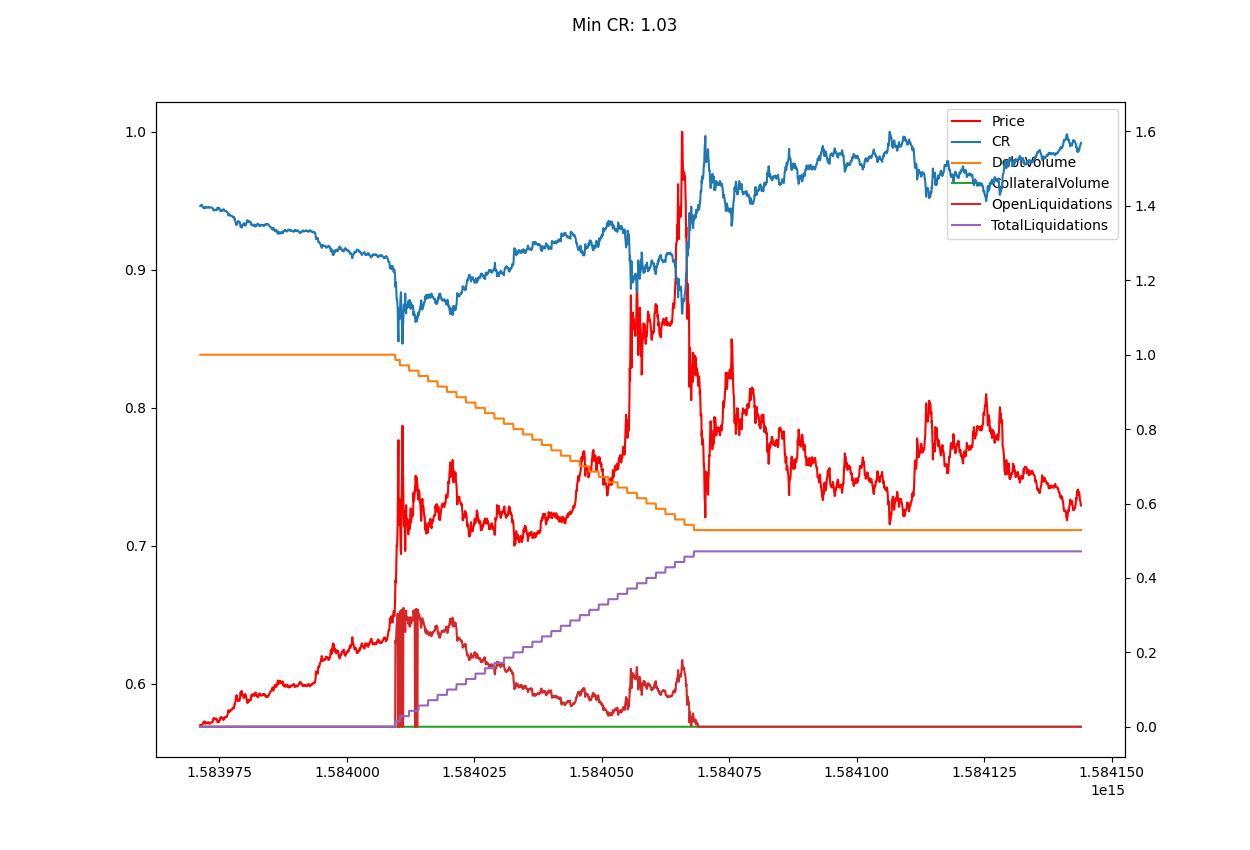 Min CR: 1.03
1.0
0.9
0.8
0.7
0.6
1.6
1.4
1.2
1.0
0.8
0.6
0.4
0.2
0.0
Price
CR
DebtVolume
CollateralVolume
OpenLiquidations
TotalLiquidations
1.583975 1.584000 1.584025 1.584050 1.584075 1.584100 1.584125 1.584150
1e15